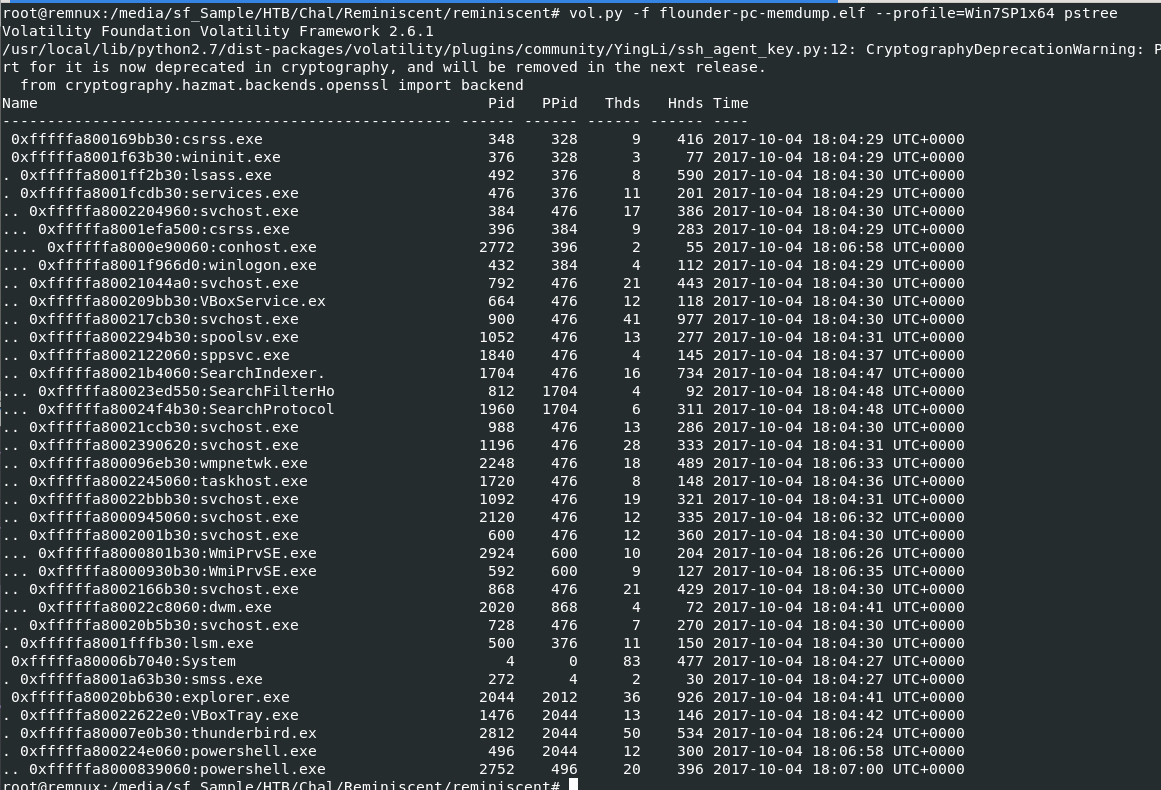 root@remnux:/media/sf_Sample/HTB/Chal/Reminiscent/reminiscent# vol.py -f flounder-pc-memdump.elf --profile=Win7SP1x64 pstree
Volatility Foundation Volatility Framework 2.6.1
/usr/local/lib/python2.7/dist-packages/volatility/plugins/community/YingLi/ssh_agent_key.py:12: CryptographyDeprecationWarning: P
rt for it is now deprecated in cryptography, and will be removed in the next release.
  from cryptography.hazmat.backends.openssl import backend
Name                                                  Pid   PPid   Thds   Hnds Time
-------------------------------------------------- ------ ------ ------ ------ ----
 0xfffffa800169bb30:csrss.exe                         348    328      9    416 2017-10-04 18:04:29 UTC+0000
 0xfffffa8001f63b30:wininit.exe                       376    328      3     77 2017-10-04 18:04:29 UTC+0000
. 0xfffffa8001ff2b30:lsass.exe                        492    376      8    590 2017-10-04 18:04:30 UTC+0000
. 0xfffffa8001fcdb30:services.exe                     476    376     11    201 2017-10-04 18:04:29 UTC+0000
.. 0xfffffa8002204960:svchost.exe                     384    476     17    386 2017-10-04 18:04:30 UTC+0000
... 0xfffffa8001efa500:csrss.exe                      396    384      9    283 2017-10-04 18:04:29 UTC+0000
.... 0xfffffa8000e90060:conhost.exe                  2772    396      2     55 2017-10-04 18:06:58 UTC+0000
... 0xfffffa8001f966d0:winlogon.exe                   432    384      4    112 2017-10-04 18:04:29 UTC+0000
.. 0xfffffa80021044a0:svchost.exe                     792    476     21    443 2017-10-04 18:04:30 UTC+0000
.. 0xfffffa800209bb30:VBoxService.ex                  664    476     12    118 2017-10-04 18:04:30 UTC+0000
.. 0xfffffa800217cb30:svchost.exe                     900    476     41    977 2017-10-04 18:04:30 UTC+0000
.. 0xfffffa8002294b30:spoolsv.exe                    1052    476     13    277 2017-10-04 18:04:31 UTC+0000
.. 0xfffffa8002122060:sppsvc.exe                     1840    476      4    145 2017-10-04 18:04:37 UTC+0000
.. 0xfffffa80021b4060:SearchIndexer.                 1704    476     16    734 2017-10-04 18:04:47 UTC+0000
... 0xfffffa80023ed550:SearchFilterHo                 812   1704      4     92 2017-10-04 18:04:48 UTC+0000
... 0xfffffa80024f4b30:SearchProtocol                1960   1704      6    311 2017-10-04 18:04:48 UTC+0000
.. 0xfffffa80021ccb30:svchost.exe                     988    476     13    286 2017-10-04 18:04:30 UTC+0000
.. 0xfffffa8002390620:svchost.exe                    1196    476     28    333 2017-10-04 18:04:31 UTC+0000
.. 0xfffffa800096eb30:wmpnetwk.exe                   2248    476     18    489 2017-10-04 18:06:33 UTC+0000
.. 0xfffffa8002245060:taskhost.exe                   1720    476      8    148 2017-10-04 18:04:36 UTC+0000
.. 0xfffffa80022bbb30:svchost.exe                    1092    476     19    321 2017-10-04 18:04:31 UTC+0000
.. 0xfffffa8000945060:svchost.exe                    2120    476     12    335 2017-10-04 18:06:32 UTC+0000
.. 0xfffffa8002001b30:svchost.exe                     600    476     12    360 2017-10-04 18:04:30 UTC+0000
... 0xfffffa8000801b30:WmiPrvSE.exe                  2924    600     10    204 2017-10-04 18:06:26 UTC+0000
... 0xfffffa8000930b30:WmiPrvSE.exe                   592    600      9    127 2017-10-04 18:06:35 UTC+0000
.. 0xfffffa8002166b30:svchost.exe                     868    476     21    429 2017-10-04 18:04:30 UTC+0000
... 0xfffffa80022c8060:dwm.exe                       2020    868      4     72 2017-10-04 18:04:41 UTC+0000
.. 0xfffffa80020b5b30:svchost.exe                     728    476      7    270 2017-10-04 18:04:30 UTC+0000
. 0xfffffa8001fffb30:lsm.exe                          500    376     11    150 2017-10-04 18:04:30 UTC+0000
 0xfffffa80006b7040:System                              4      0     83    477 2017-10-04 18:04:27 UTC+0000
. 0xfffffa8001a63b30:smss.exe                         272      4      2     30 2017-10-04 18:04:27 UTC+0000
 0xfffffa80020bb630:explorer.exe                     2044   2012     36    926 2017-10-04 18:04:41 UTC+0000
. 0xfffffa80022622e0:VBoxTray.exe                    1476   2044     13    146 2017-10-04 18:04:42 UTC+0000
. 0xfffffa80007e0b30:thunderbird.ex                  2812   2044     50    534 2017-10-04 18:06:24 UTC+0000
. 0xfffffa800224e060:powershell.exe                   496   2044     12    300 2017-10-04 18:06:58 UTC+0000
.. 0xfffffa8000839060:powershell.exe                 2752    496     20    396 2017-10-04 18:07:00 UTC+0000
root@remnux:/media/sf_Sample/HTB/Chal/Reminiscent/reminiscent#